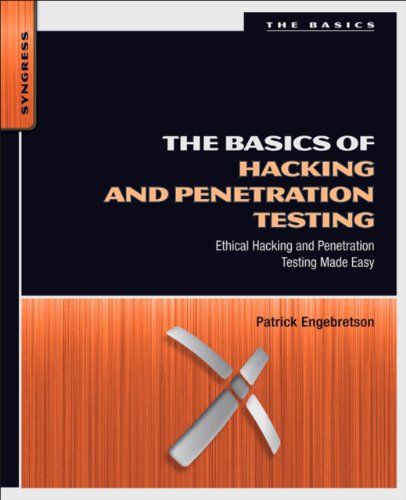 SYNGRESS
THE BASICS
THE BASICS OF
HACKING
AND PENETRATION
TESTING
Ethical Hacking and Penetration
Testing Made Easy
Patrick Engebretson